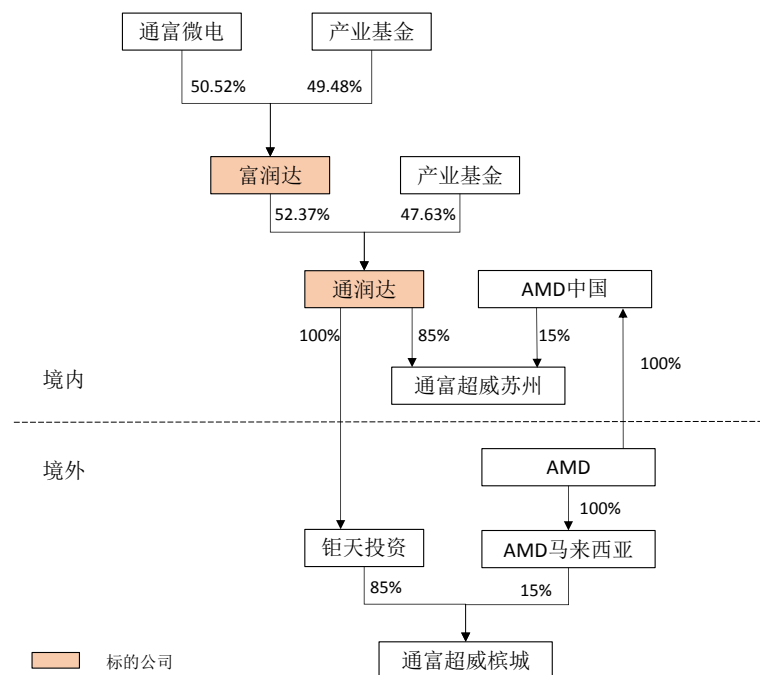 通富微电
产业基金
50.52%
49.48%
富润达
产业基金
52.37%
47.63%
通润达
AMD中国
100%
85%
15%
100%
境内
通富超威苏州
境外
AMD
100%
钜天投资
AMD马来西亚
85%
15%
标的公司
通富超威槟城